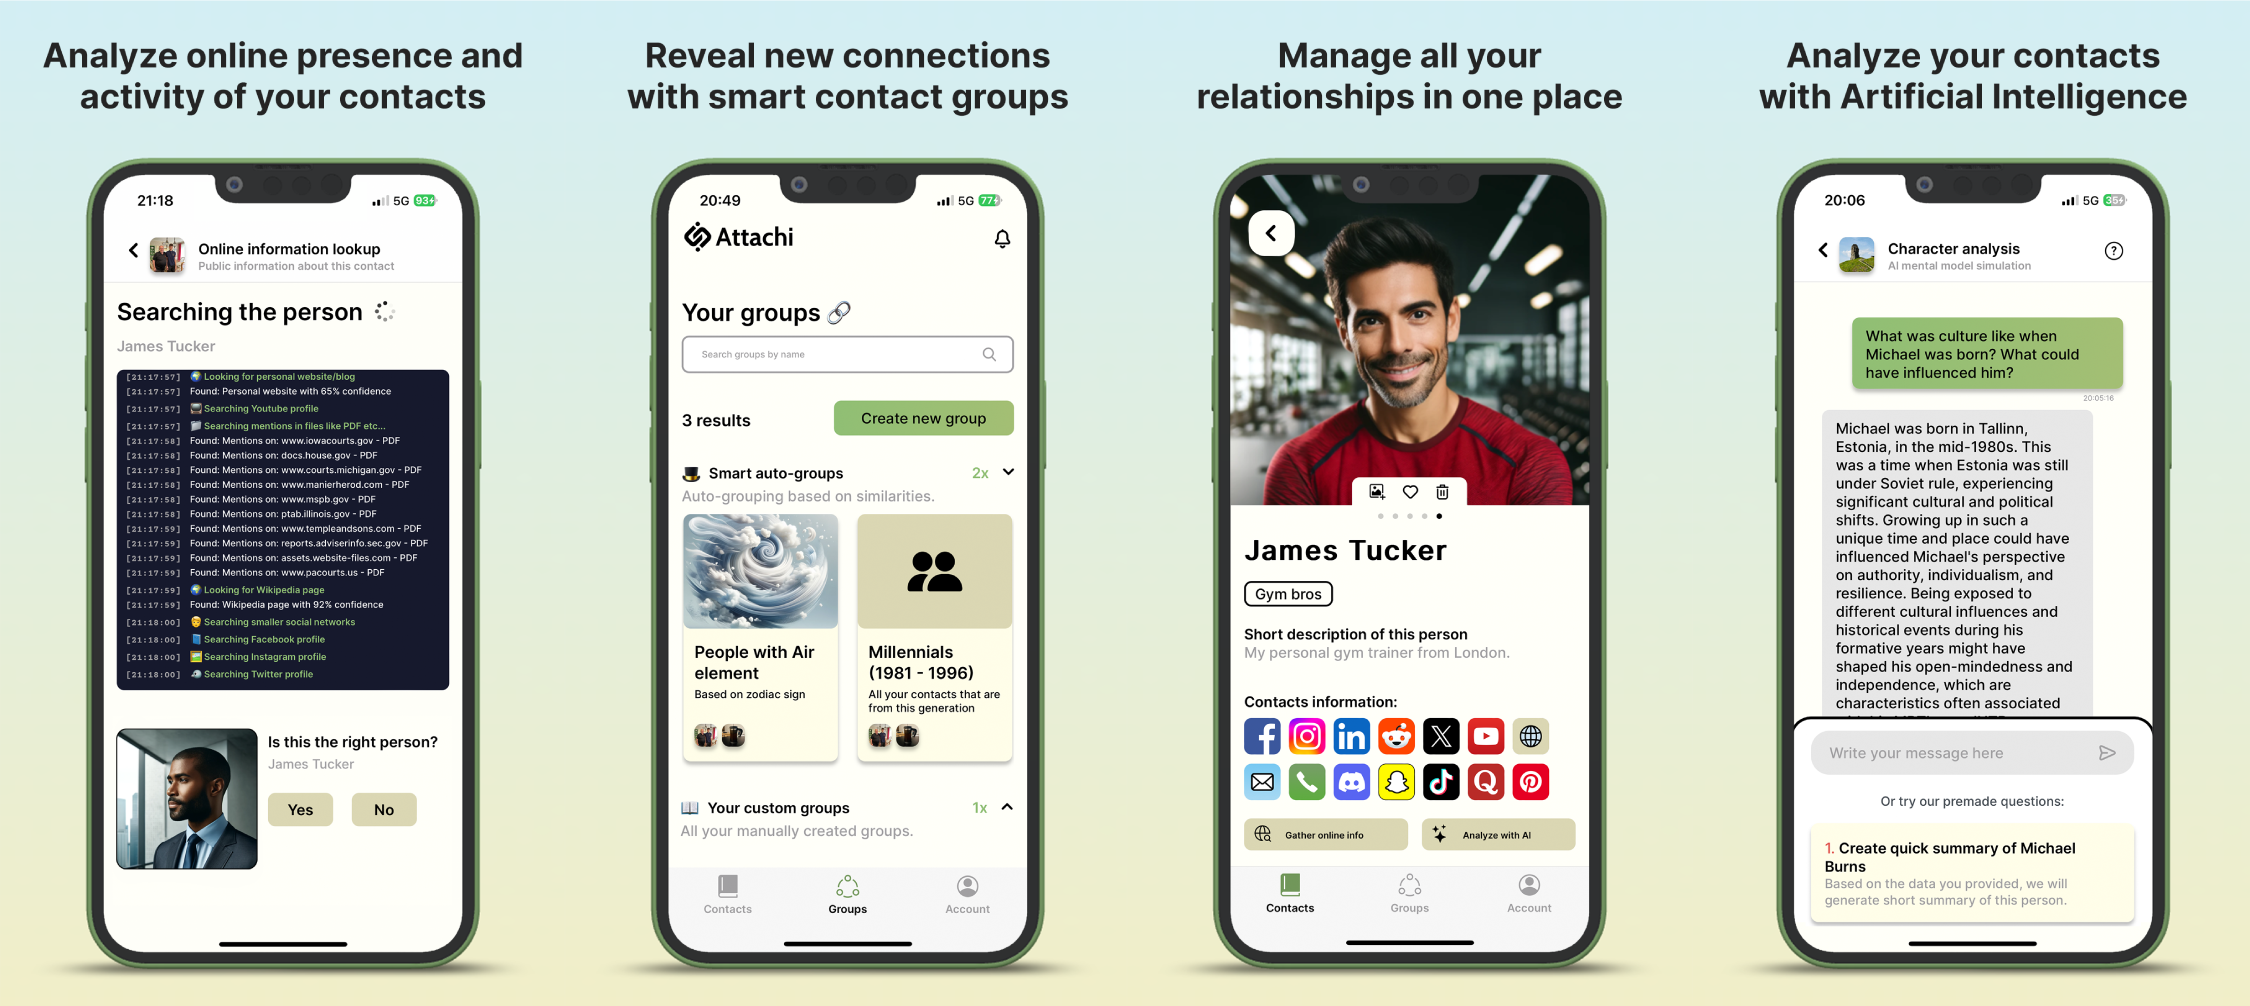 Analyze online presence and
activity of your contacts
21:18
5G 93
Online information lookup
Public information about this contact
Searching the person
James Tucker
[21:17:57] Looking for personal website/blog
[21:17:57] Found: Personal website with 65% confidence
[21:17:57] Searching Youtube profile
[21:17:57] Searching mentions in files like PDF etc...
[21:17:58] Found: Mentions on: www.iowacourts.gov - PDF
[21:17:58] Found: Mentions on: docs.house.gov - PDF
[21:17:58] Found: Mentions on: www.courts.michigan.gov - PDF
[21:17:58] Found: Mentions on: www.manierherod.com - PDF
[21:17:58] Found: Mentions on: www.mspb.gov - PDF
[21:17:58] Found: Mentions on: ptab.illinois.gov - PDF
[21:17:59] Found: Mentions on: www.templeandsons.com - PDF
[21:17:59] Found: Mentions on: reports.adviserinfo.sec.gov - PDF
[21:17:59] Found: Mentions on: assets.website-files.com - PDF
[21:17:59] Found: Mentions on: www.pacourts.us - PDF
[21:17:59] Looking for Wikipedia page
[21:17:59] Found: Wikipedia page with 92% confidence
[21:18:00] Searching smaller social networks
[21:18:00] Searching Facebook profile
[21:18:00] Searching Instagram profile
[21:18:00] Searching Twitter profile
Is this the right person?
James Tucker
Yes No
Reveal new connections
with smart contact groups
20:49
5G 77
Attachi
Your groups
Search groups by name
3 results
Create new group
Smart auto-groups 2x
Auto-grouping based on similarities.
People with Air
element
Based on zodiac sign
Millennials
(1981 - 1996)
All your contacts that are
from this generation
Your custom groups 1x
All your manually created groups.
Contacts Groups Account
Manage all your
relationships in one place
James Tucker
Gym bros
Short description of this person
My personal gym trainer from London.
Contacts information:
Gather online info
Analyze with AI
Contacts Groups Account
Analyze your contacts
with Artificial Intelligence
20:06
5G 35
Character analysis
AI mental model simulation
What was culture like when
Michael was born? What could
have influenced him?
20:05:16
Michael was born in Tallinn,
Estonia, in the mid-1980s. This
was a time when Estonia was still
under Soviet rule, experiencing
significant cultural and political
shifts. Growing up in such a
unique time and place could have
influenced Michael's perspective
on authority, individualism, and
resilience. Being exposed to
different cultural influences and
historical events during his
formative years might have
shaped his open-mindedness and
independence, which are
characteristics often associated
Write your message here
Or try our premade questions:
1. Create quick summary of Michael
Burns
Based on the data you provided, we will
generate short summary of this person.